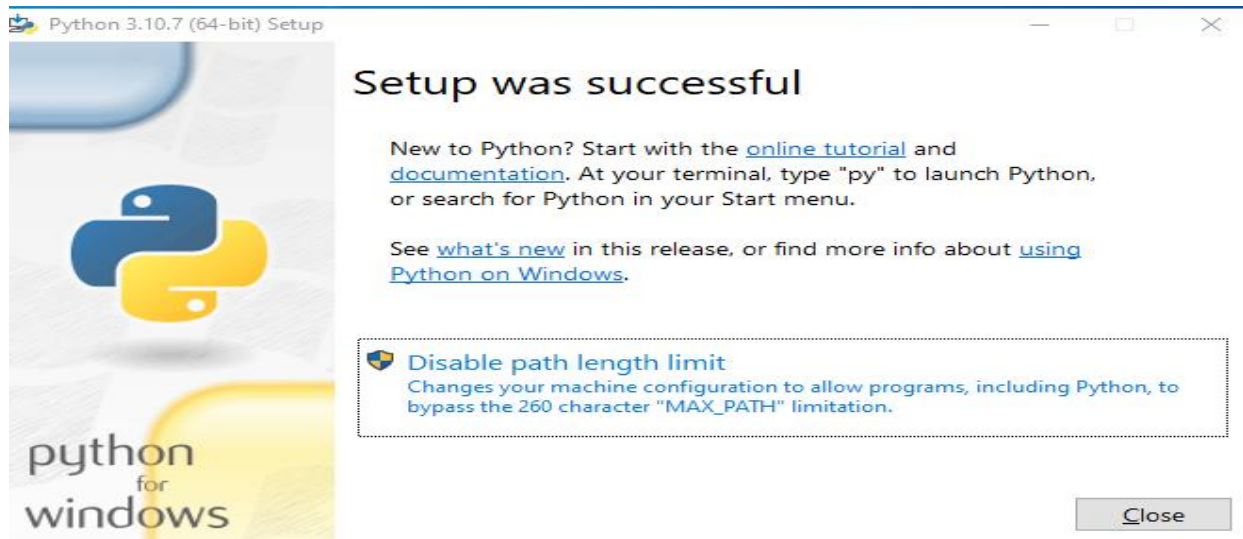 Python 3.10.7 (64-bit) Setup
Setup was successful
New to Python? Start with the online tutorial and
documentation. At your terminal, type "py" to launch Python,
or search for Python in your Start menu.
See what's new in this release, or find more info about using
Python on Windows.
Disable path length limit
Changes your machine configuration to allow programs, including Python, to
bypass the 260 character "MAX_PATH" limitation.
python
for
windows
Close